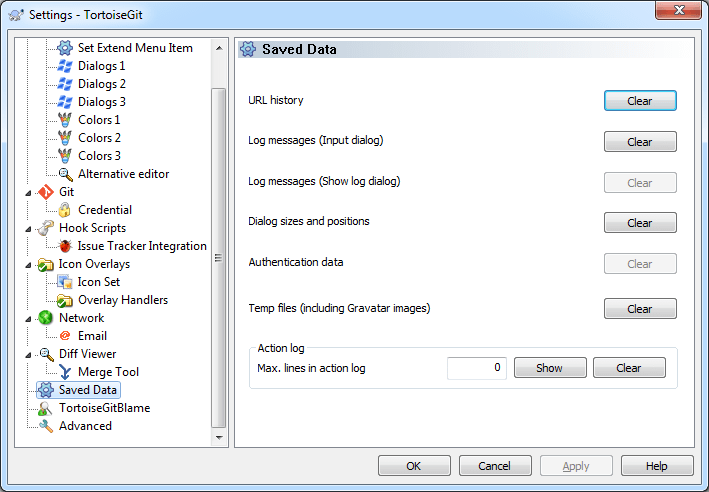 Settings - TortoiseGit
Set Extend Menu Item
Dialogs 1
Dialogs 2
Dialogs 3
Colors 1
Colors 2
Colors 3
Alternative editor
Git
Credential
Hook Scripts
Issue Tracker Integration
Icon Overlays
Icon Set
Overlay Handlers
Network
Email
Diff Viewer
Merge Tool
Saved Data
TortoiseGitBlame
Advanced
Saved Data
URL history Clear
Log messages (Input dialog) Clear
Log messages (Show log dialog) Clear
Dialog sizes and positions Clear
Authentication data Clear
Temp files (including Gravatar images) Clear
Action log
Max. lines in action log 0 Show Clear
OK Cancel Apply Help